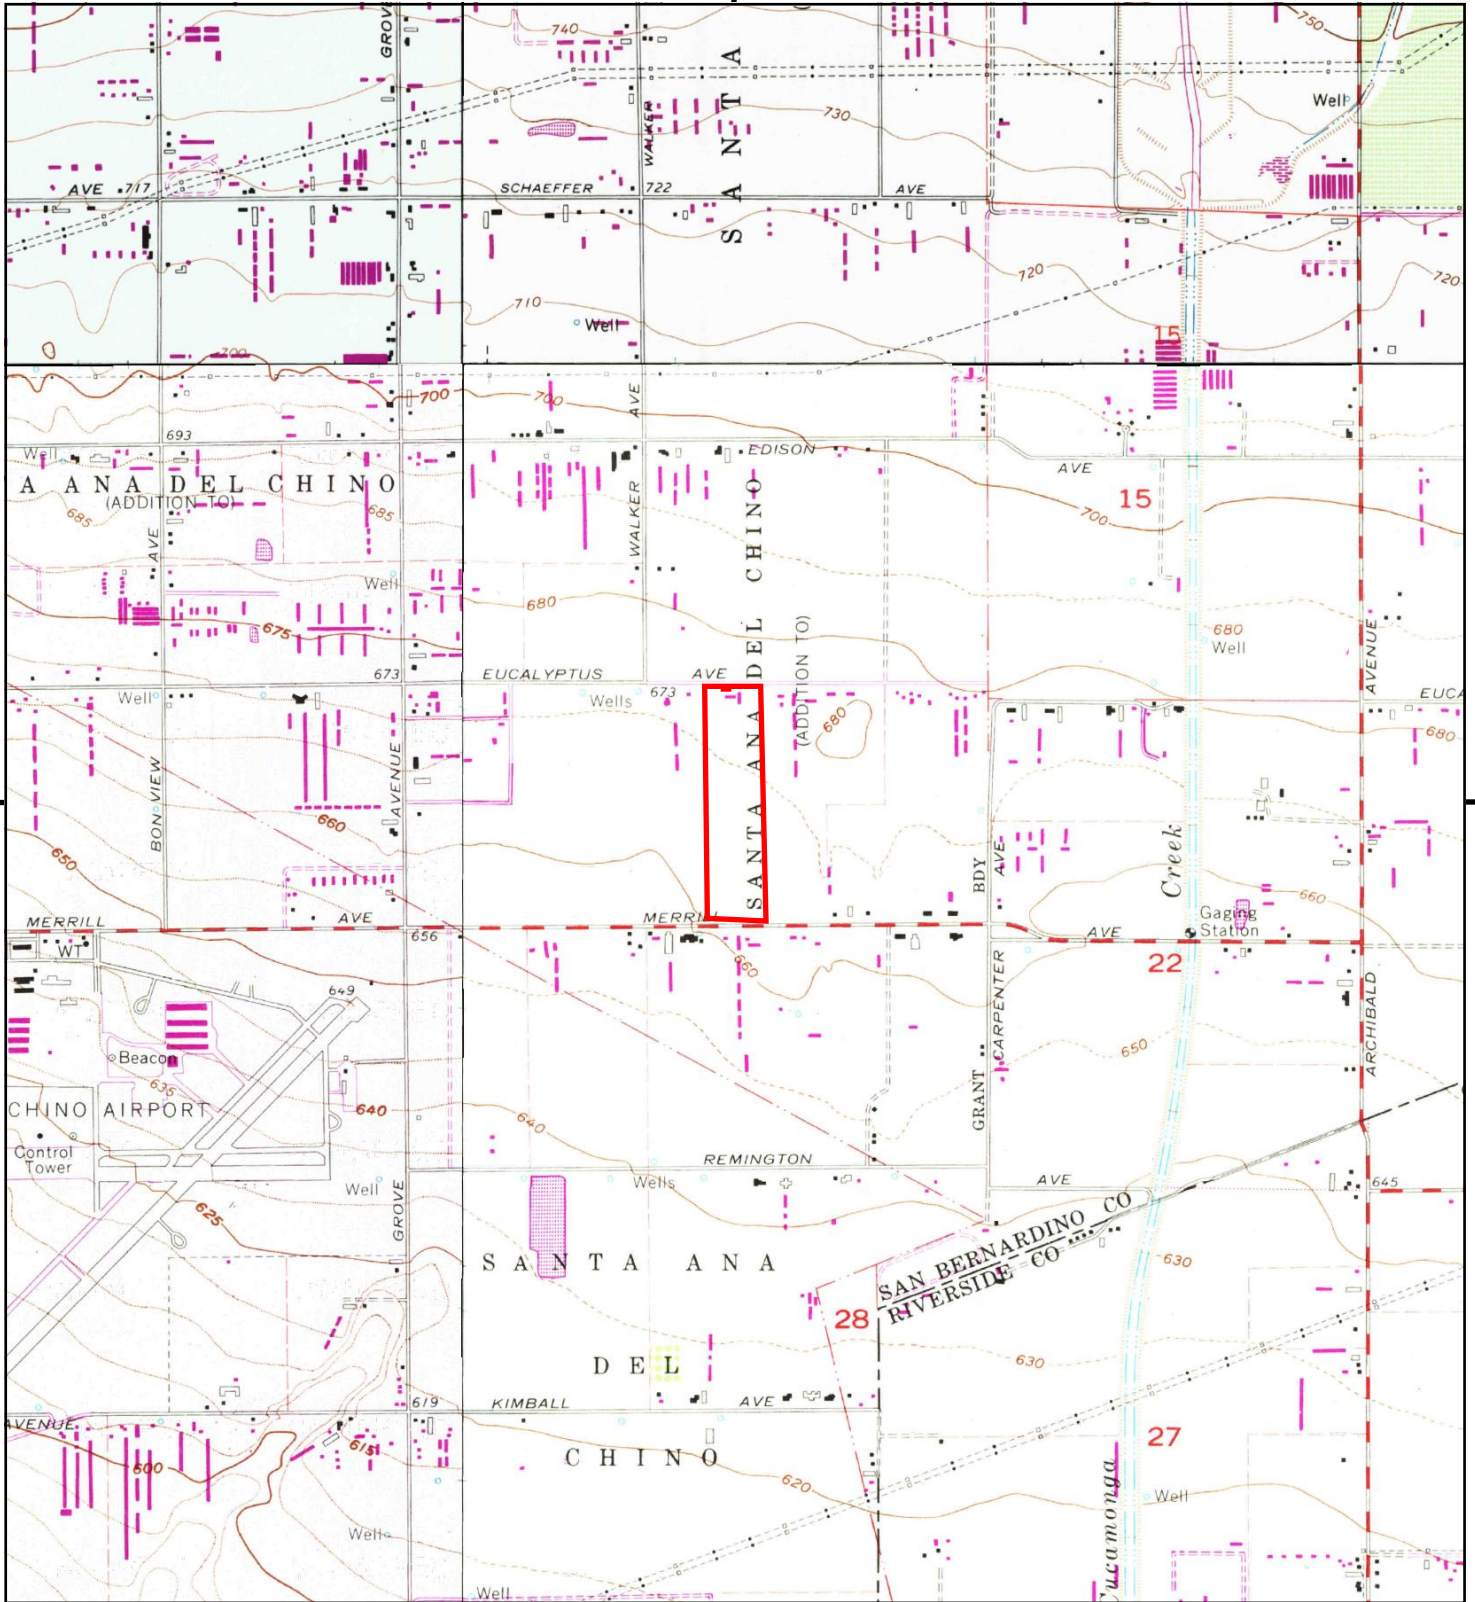 GROVE
740
750
SANTA
WALKER
730
Well
AVE 717
SCHAEFFER
722
AVE
720
720
710
Well
15
700
700
700
AVE
693
Well
EDISON
AVE
A ANA DEL CHINO
(ADDITION TO)
685
685
15
700
AVE
WALKER
Well
680
675
680
Well
AVENUE
673
EUCALYPTUS
AVE
SANTA ANA DEL CHINO
(ADDITION TO)
Well
Wells
673
680
EUCA
680
BON VIEW
AVENUE
660
650
BDY
AVE
Creek
660
Gaging
Station
MERRILL
AVE
MERRILL
AVE
656
WT
649
660
22
CARPENTER
ARCHIBALD
650
Beacon
635
CHINO AIRPORT
640
640
GRANT
Control
Tower
REMINGTON
AVE
Well
Wells
645
625
GROVE
SANTA ANA
SAN BERNARDINO CO
RIVERSIDE CO
630
28
630
DEL
619
KIMBALL
AVE
AVENUE
615
27
CHINO
600
620
Cucamonga
Well
Well
Well